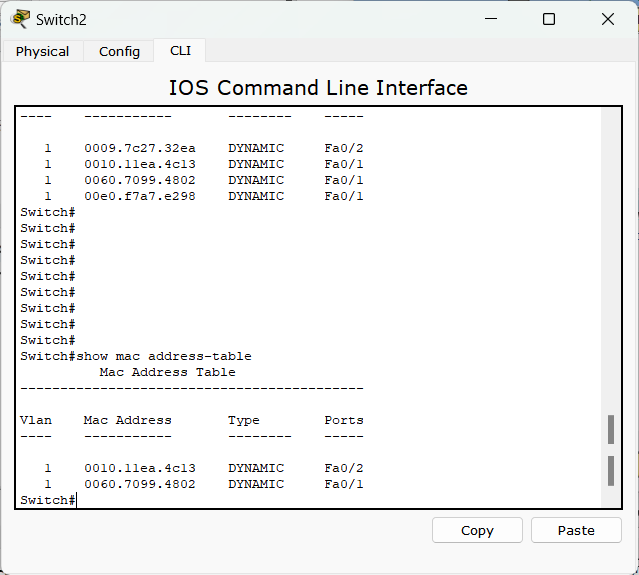 Switch2
Physical Config CLI
IOS Command Line Interface
---- ----------- -------- -----
1 0009.7c27.32ea DYNAMIC Fa0/2
1 0010.11ea.4c13 DYNAMIC Fa0/1
1 0060.7099.4802 DYNAMIC Fa0/1
1 00e0.f7a7.e298 DYNAMIC Fa0/1
Switch#
Switch#
Switch#
Switch#
Switch#
Switch#
Switch#
Switch#
Switch#
Switch#show mac address-table
Mac Address Table
-------------------------------------------
Vlan Mac Address Type Ports
---- ----------- -------- -----
1 0010.11ea.4c13 DYNAMIC Fa0/2
1 0060.7099.4802 DYNAMIC Fa0/1
Switch#
Copy Paste